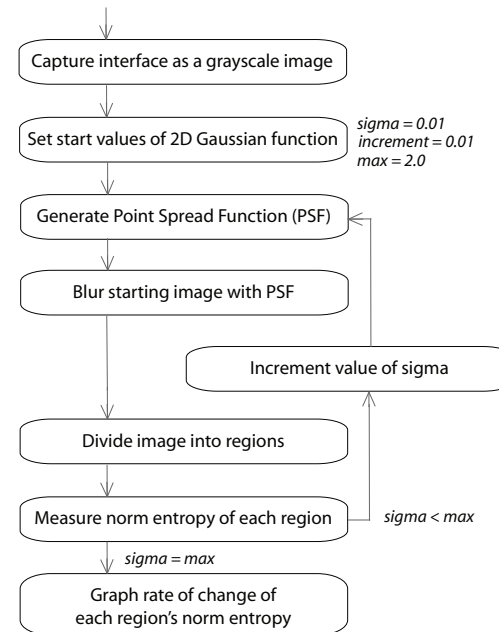 Capture interface as a grayscale image
Set start values of 2D Gaussian function
sigma = 0.01
increment = 0.01
max = 2.0
Generate Point Spread Function (PSF)
Blur starting image with PSF
Increment value of sigma
Divide image into regions
Measure norm entropy of each region
sigma < max
sigma = max
Graph rate of change of
each region's norm entropy